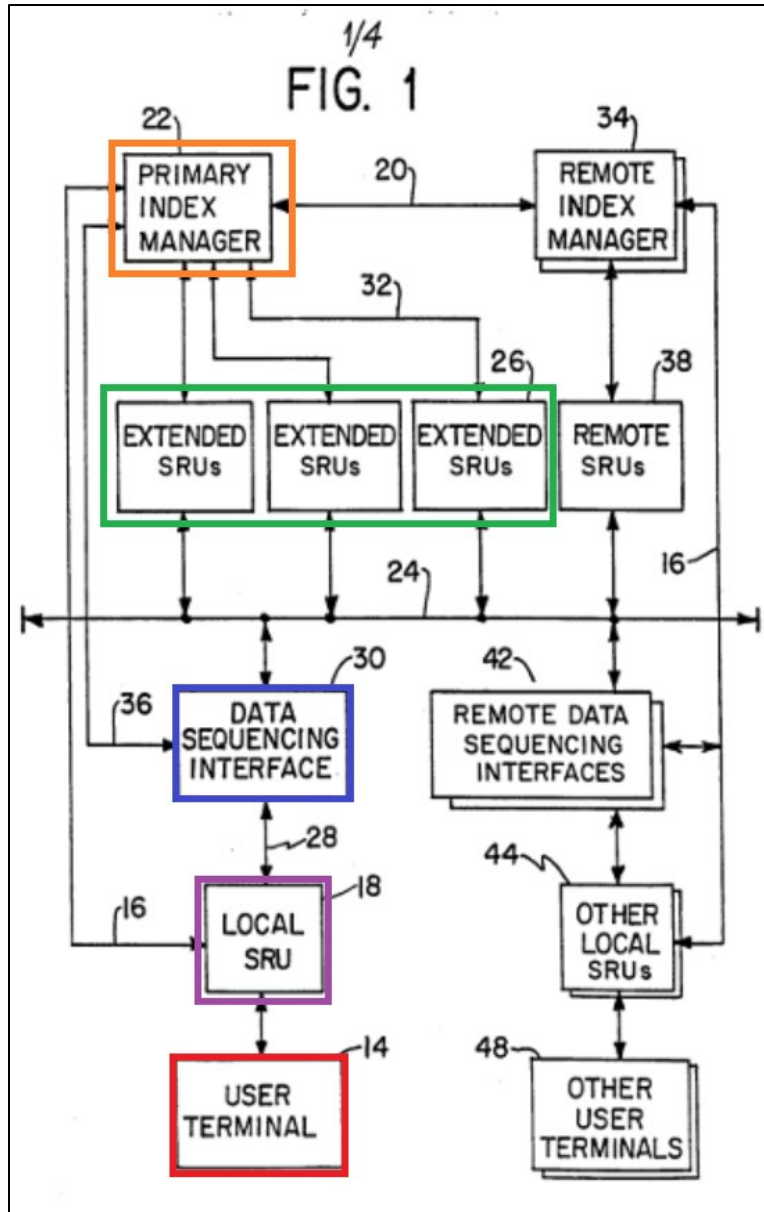 1/4
FIG. 1
22
PRIMARY
INDEX
MANAGER
20
34
REMOTE
INDEX
MANAGER
32
26
38
EXTENDED
SRUs
EXTENDED
SRUs
EXTENDED
SRUs
REMOTE
SRUs
16
24
30
42
36
DATA
SEQUENCING
INTERFACE
REMOTE DATA
SEQUENCING
INTERFACES
28
18
44
16
LOCAL
SRU
OTHER
LOCAL
SRUs
14
48
USER
TERMINAL
OTHER
USER
TERMINALS